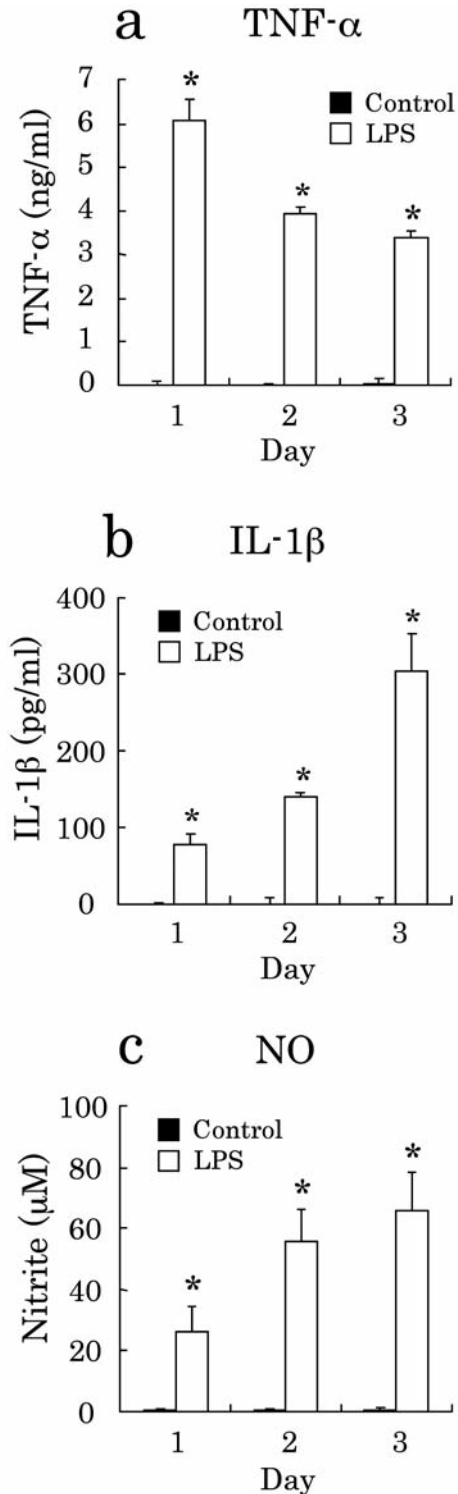 a TNF-α
TNF-α (ng/ml)
7
6
5
4
3
2
1
0
*
*
*
Control
LPS
1 2 3
Day
b IL-1β
IL-1β (pg/ml)
400
300
200
100
0
Control
LPS
*
*
*
1 2 3
Day
c NO
Nitrite (μM)
100
80
60
40
20
0
Control
LPS
*
*
*
1 2 3
Day